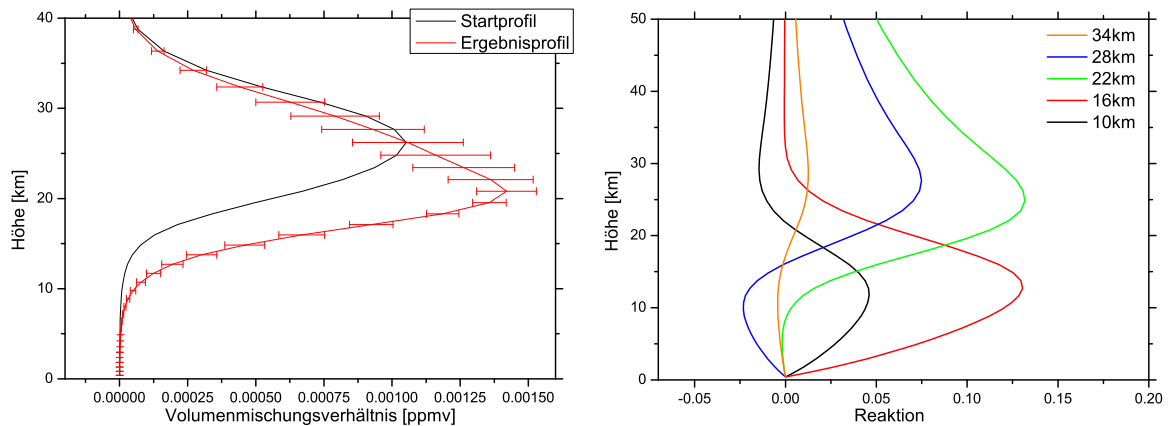 40
30
20
10
0
Höhe [km]
0.00000
0.00025
0.00050
0.00075
0.00100
0.00125
0.00150
Volumenmischungsverhältnis [ppmv]
Startprofil
Ergebnisprofil
50
40
30
20
10
0
Höhe [km]
-0.05
0.00
0.05
0.10
0.15
0.20
Reaktion
34km
28km
22km
16km
10km